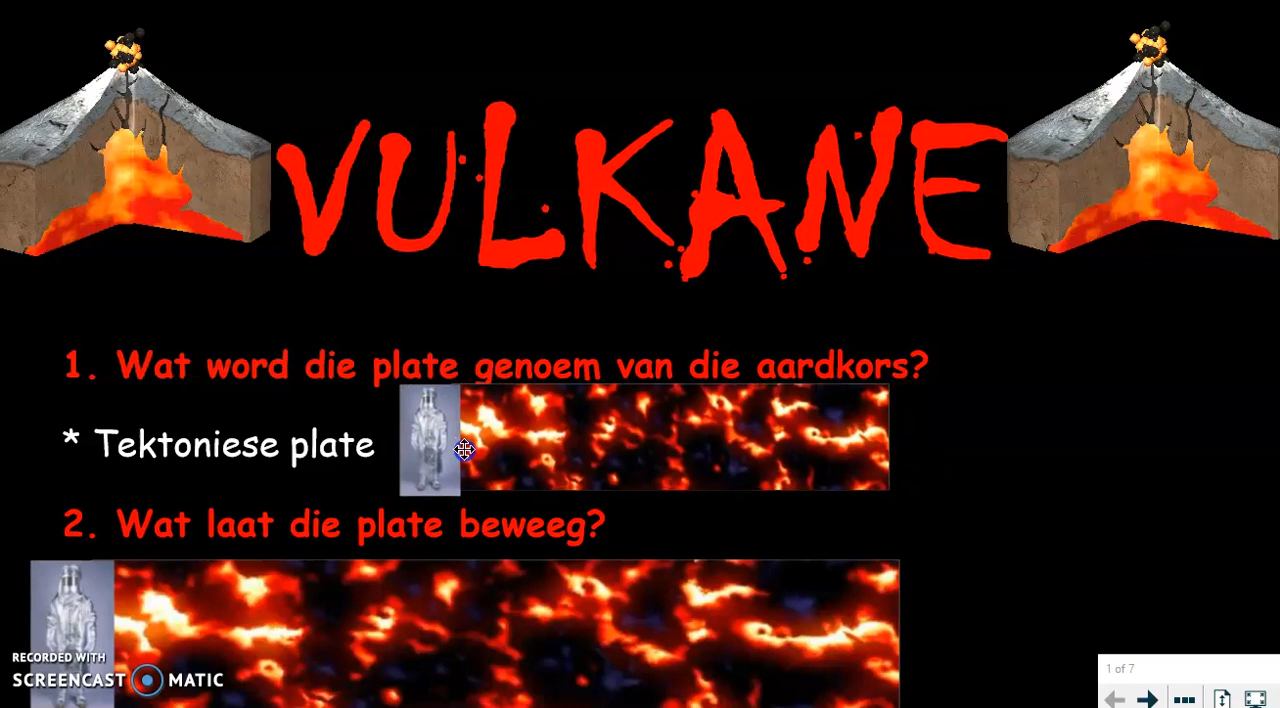 VULKANE
1. Wat word die plate genoem van die aardkors?
* Tektoniese plate
2. Wat laat die plate beweeg?
RECORDED WITH
SCREENCAST MATIC
1 of 7